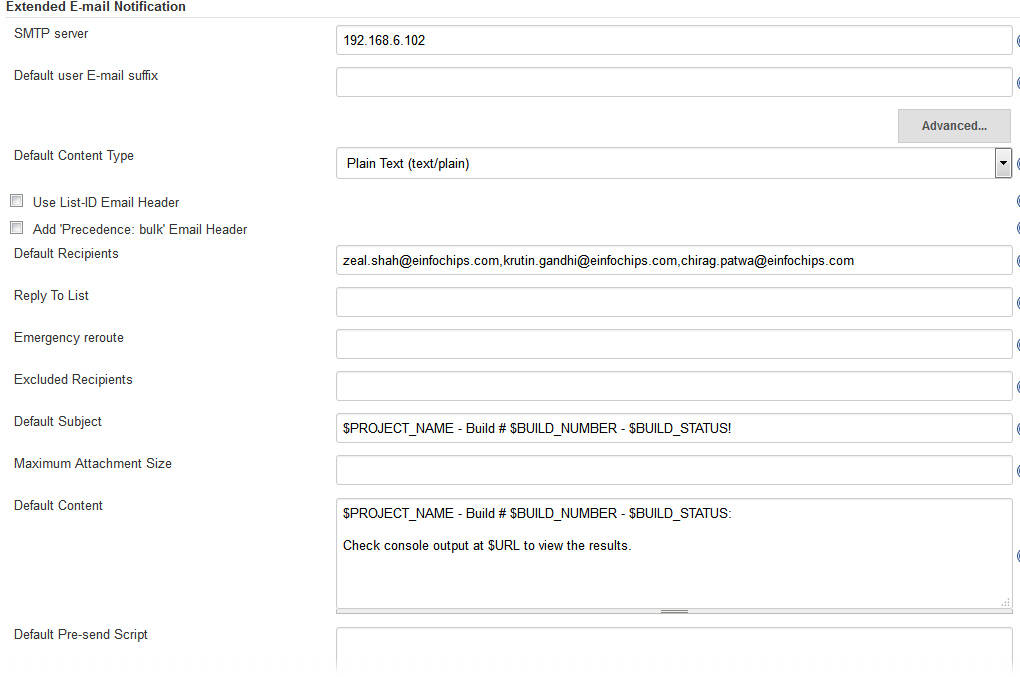 Extended E-mail Notification
SMTP server
192.168.6.102
Default user E-mail suffix
Advanced...
Default Content Type
Plain Text (text/plain)
Use List-ID Email Header
Add 'Precedence: bulk' Email Header
Default Recipients
zeal.shah@einfochips.com,krutin.gandhi@einfochips.com,chirag.patwa@einfochips.com
Reply To List
Emergency reroute
Excluded Recipients
Default Subject
$PROJECT_NAME - Build # $BUILD_NUMBER - $BUILD_STATUS!
Maximum Attachment Size
Default Content
$PROJECT_NAME - Build # $BUILD_NUMBER - $BUILD_STATUS:
Check console output at $URL to view the results.
Default Pre-send Script